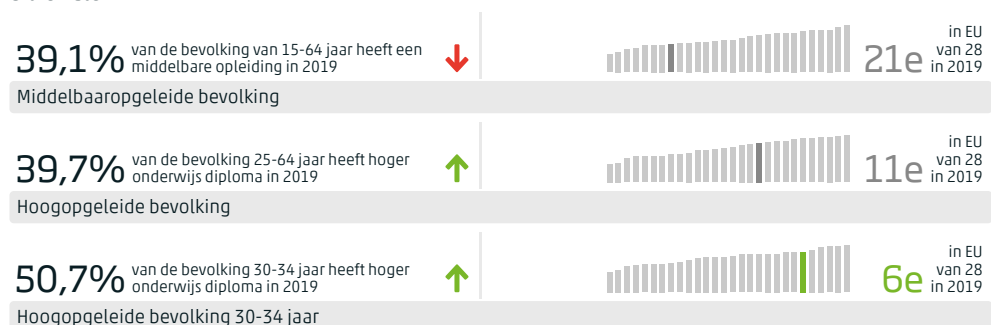 39,1% van de bevolking van 15-64 jaar heeft een
middelbare opleiding in 2019
21e in EU
van 28
in 2019
Middelbaaropgeleide bevolking
39,7% van de bevolking 25-64 jaar heeft hoger
onderwijs diploma in 2019
11e in EU
van 28
in 2019
Hoogopgeleide bevolking
50,7% van de bevolking 30-34 jaar heeft hoger
onderwijs diploma in 2019
6e in EU
van 28
in 2019
Hoogopgeleide bevolking 30-34 jaar